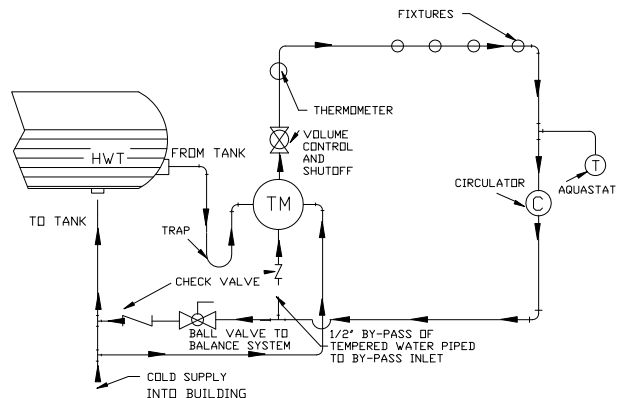 FIXTURES
THERMOMETER
HWT
FROM TANK
VOLUME
CONTROL
AND
SHUTOFF
T
AQUASTAT
CIRCULATOR
C
TM
TO TANK
TRAP
CHECK VALVE
BALL VALVE TO
BALANCE SYSTEM
1/2" BY-PASS OF
TEMPERED WATER PIPED
TO BY-PASS INLET
COLD SUPPLY
INTO BUILDING